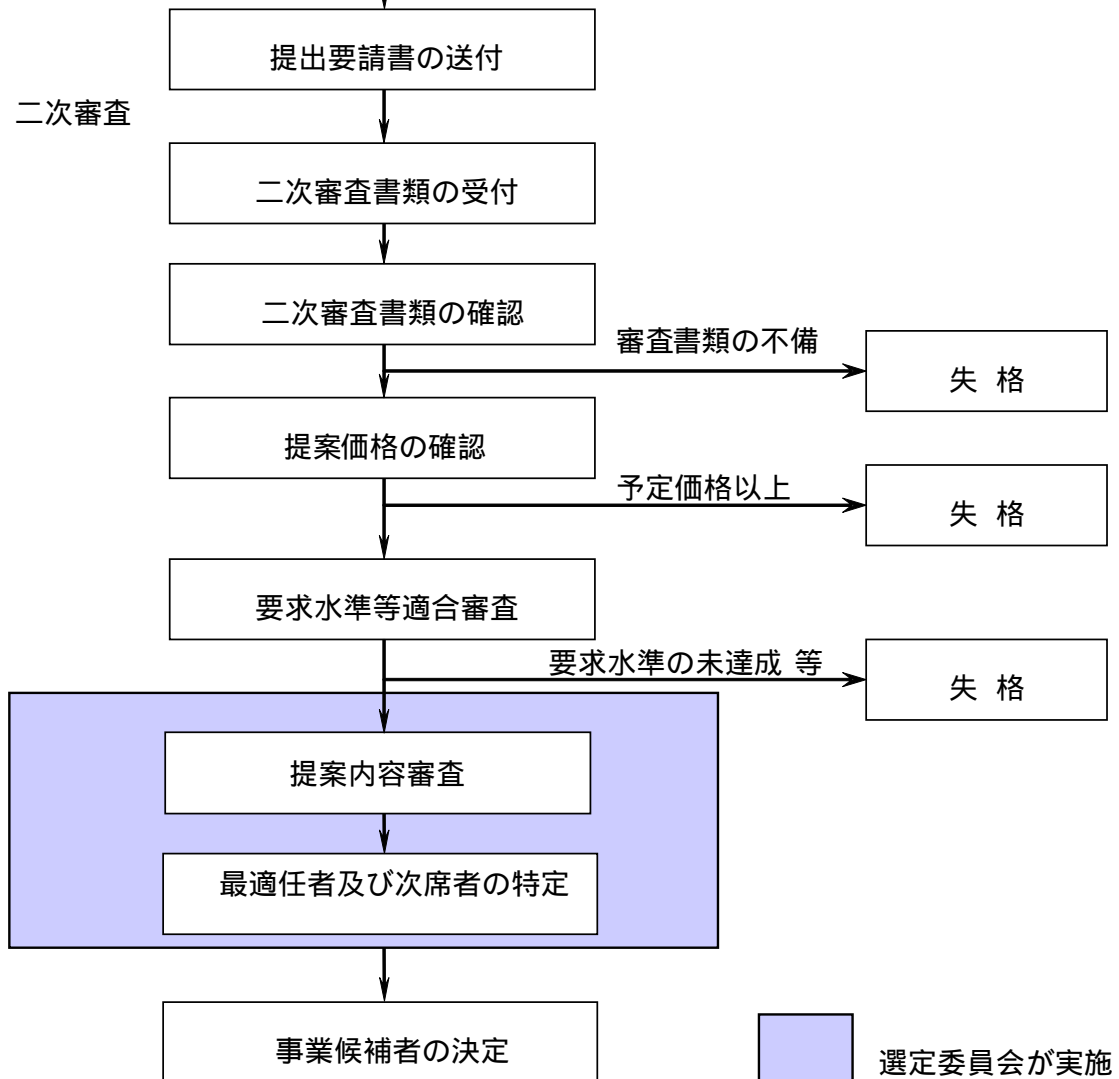 提出要請書の送付
二次審査
二次審査書類の受付
二次審査書類の確認
審査書類の不備
失 格
提案価格の確認
予定価格以上
失 格
要求水準等適合審査
要求水準の未達成 等
失 格
提案内容審査
最適任者及び次席者の特定
事業候補者の決定
選定委員会が実施